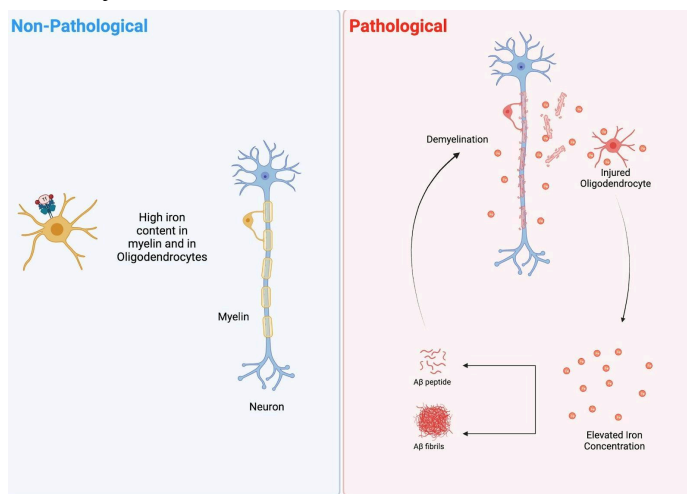 Non-Pathological
High iron
content in
myelin and in
Oligodendrocytes
Myelin
Neuron
Pathological
Demyelination
Injured
Oligodendrocyte
Aβ peptide
Aβ fibrils
Elevated Iron
Concentration